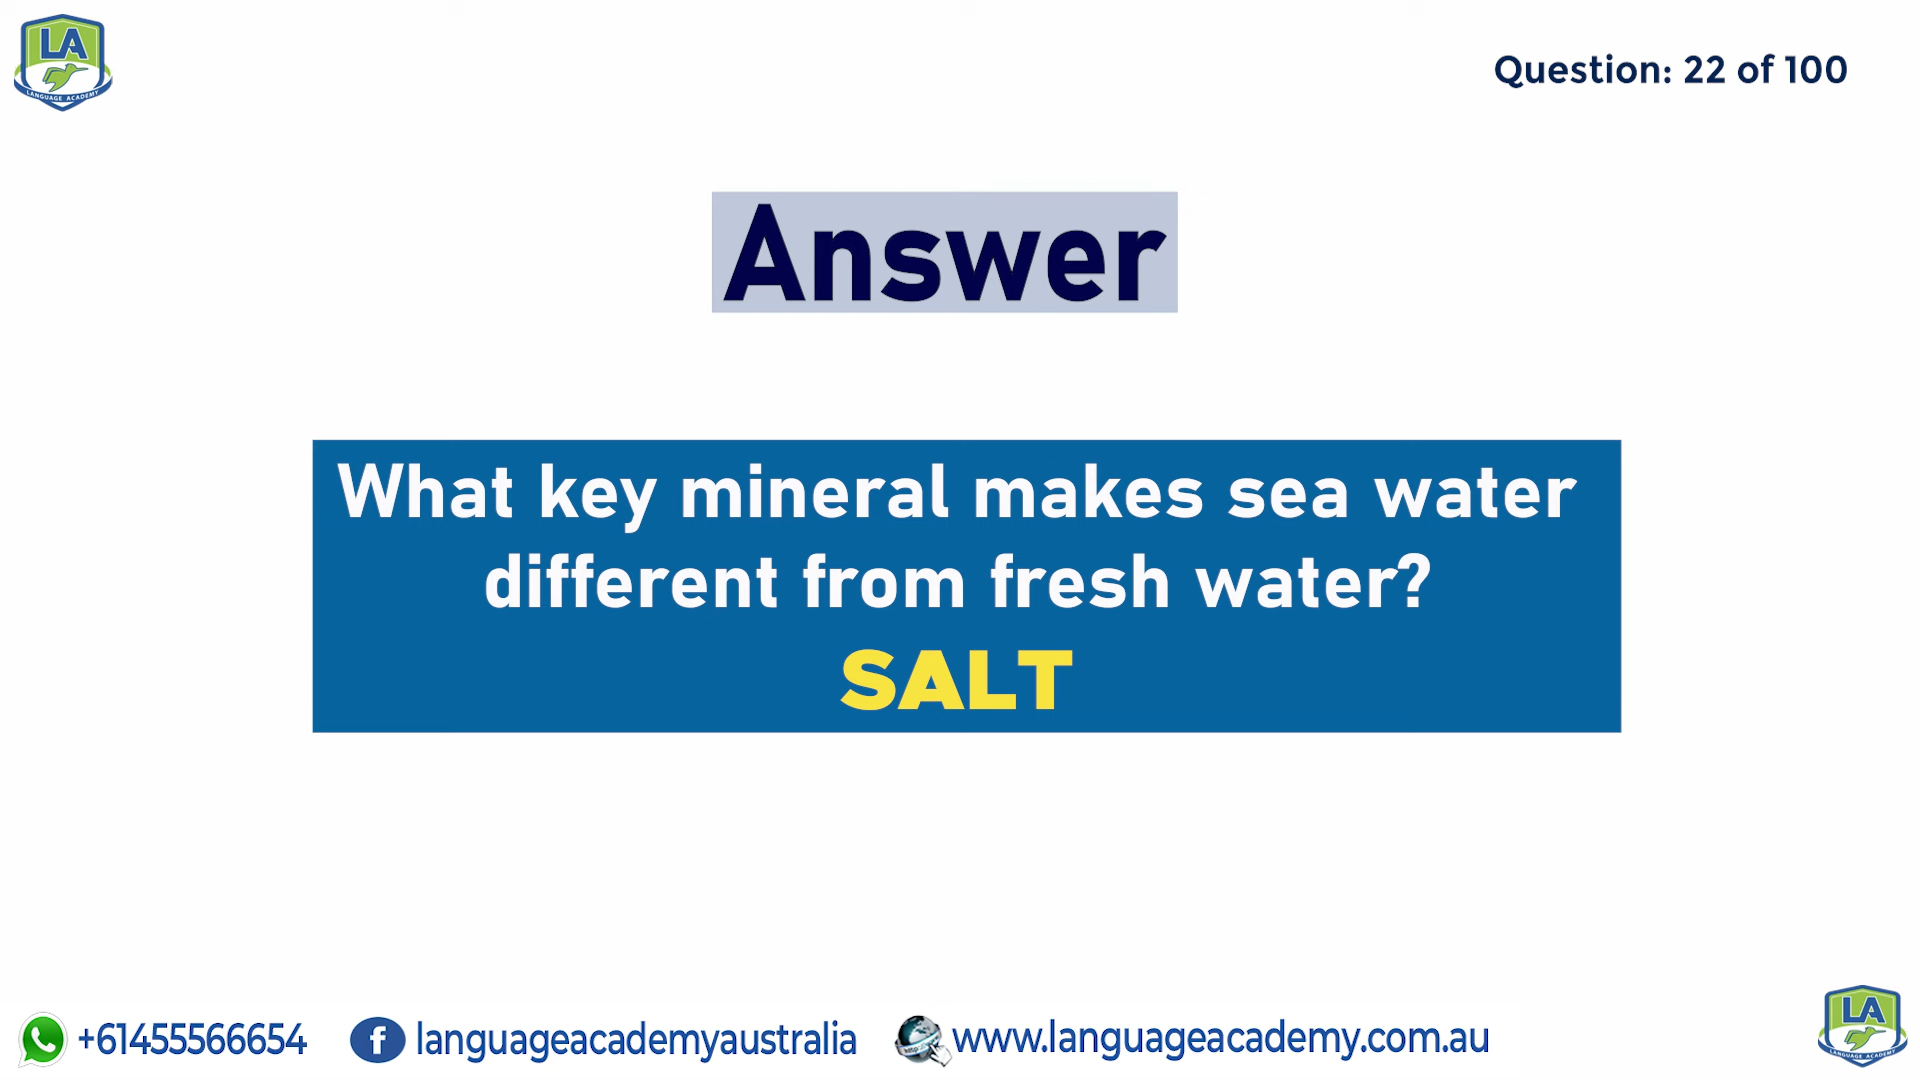 LA
LANGUAGE ACADEMY
Question: 22 of 100
Answer
What key mineral makes sea water
different from fresh water?
SALT
+61455566654
languageacademyaustralia
www.languageacademy.com.au
LA
LANGUAGE ACADEMY